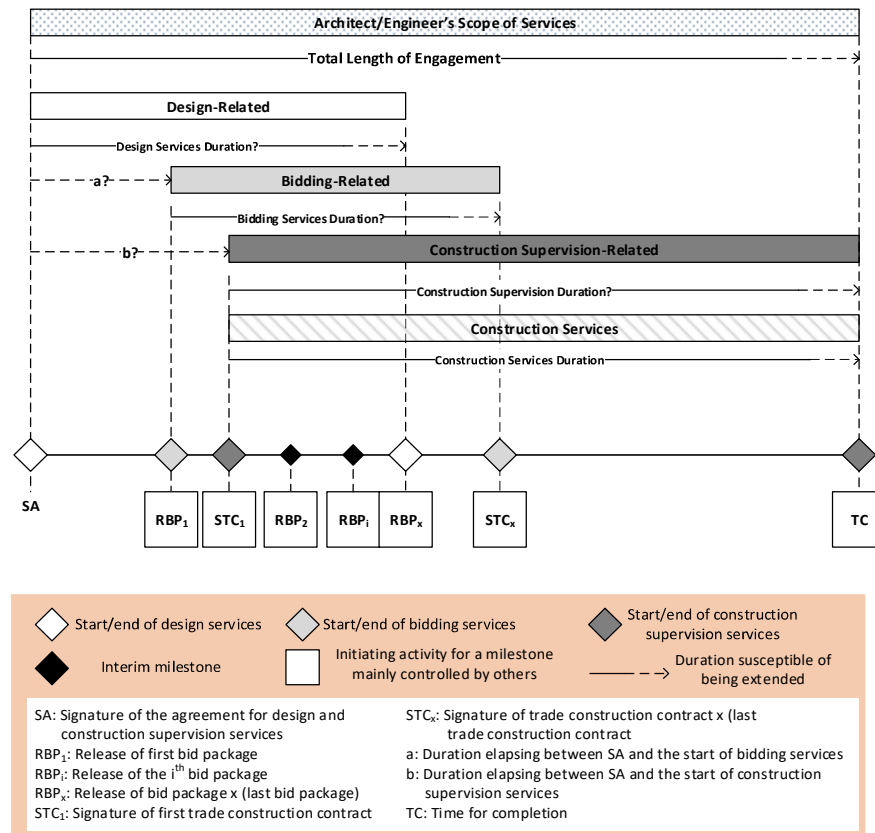 Architect/Engineer's Scope of Services
Total Length of Engagement
Design-Related
Design Services Duration?
a?
Bidding-Related
Bidding Services Duration?
b?
Construction Supervision-Related
Construction Supervision Duration?
Construction Services
Construction Services Duration
SA
RBP₁
STC₁
RBP₂
RBPᵢ
RBPₓ
STCₓ
TC
Start/end of design services
Start/end of bidding services
Start/end of construction
supervision services
Interim milestone
Initiating activity for a milestone
mainly controlled by others
Duration susceptible of
being extended
SA: Signature of the agreement for design and
construction supervision services
RBP₁: Release of first bid package
RBPᵢ: Release of the iᵗʰ bid package
RBPₓ: Release of bid package x (last bid package)
STC₁: Signature of first trade construction contract
STCₓ: Signature of trade construction contract x (last
trade construction contract
a: Duration elapsing between SA and the start of bidding services
b: Duration elapsing between SA and the start of construction
supervision services
TC: Time for completion